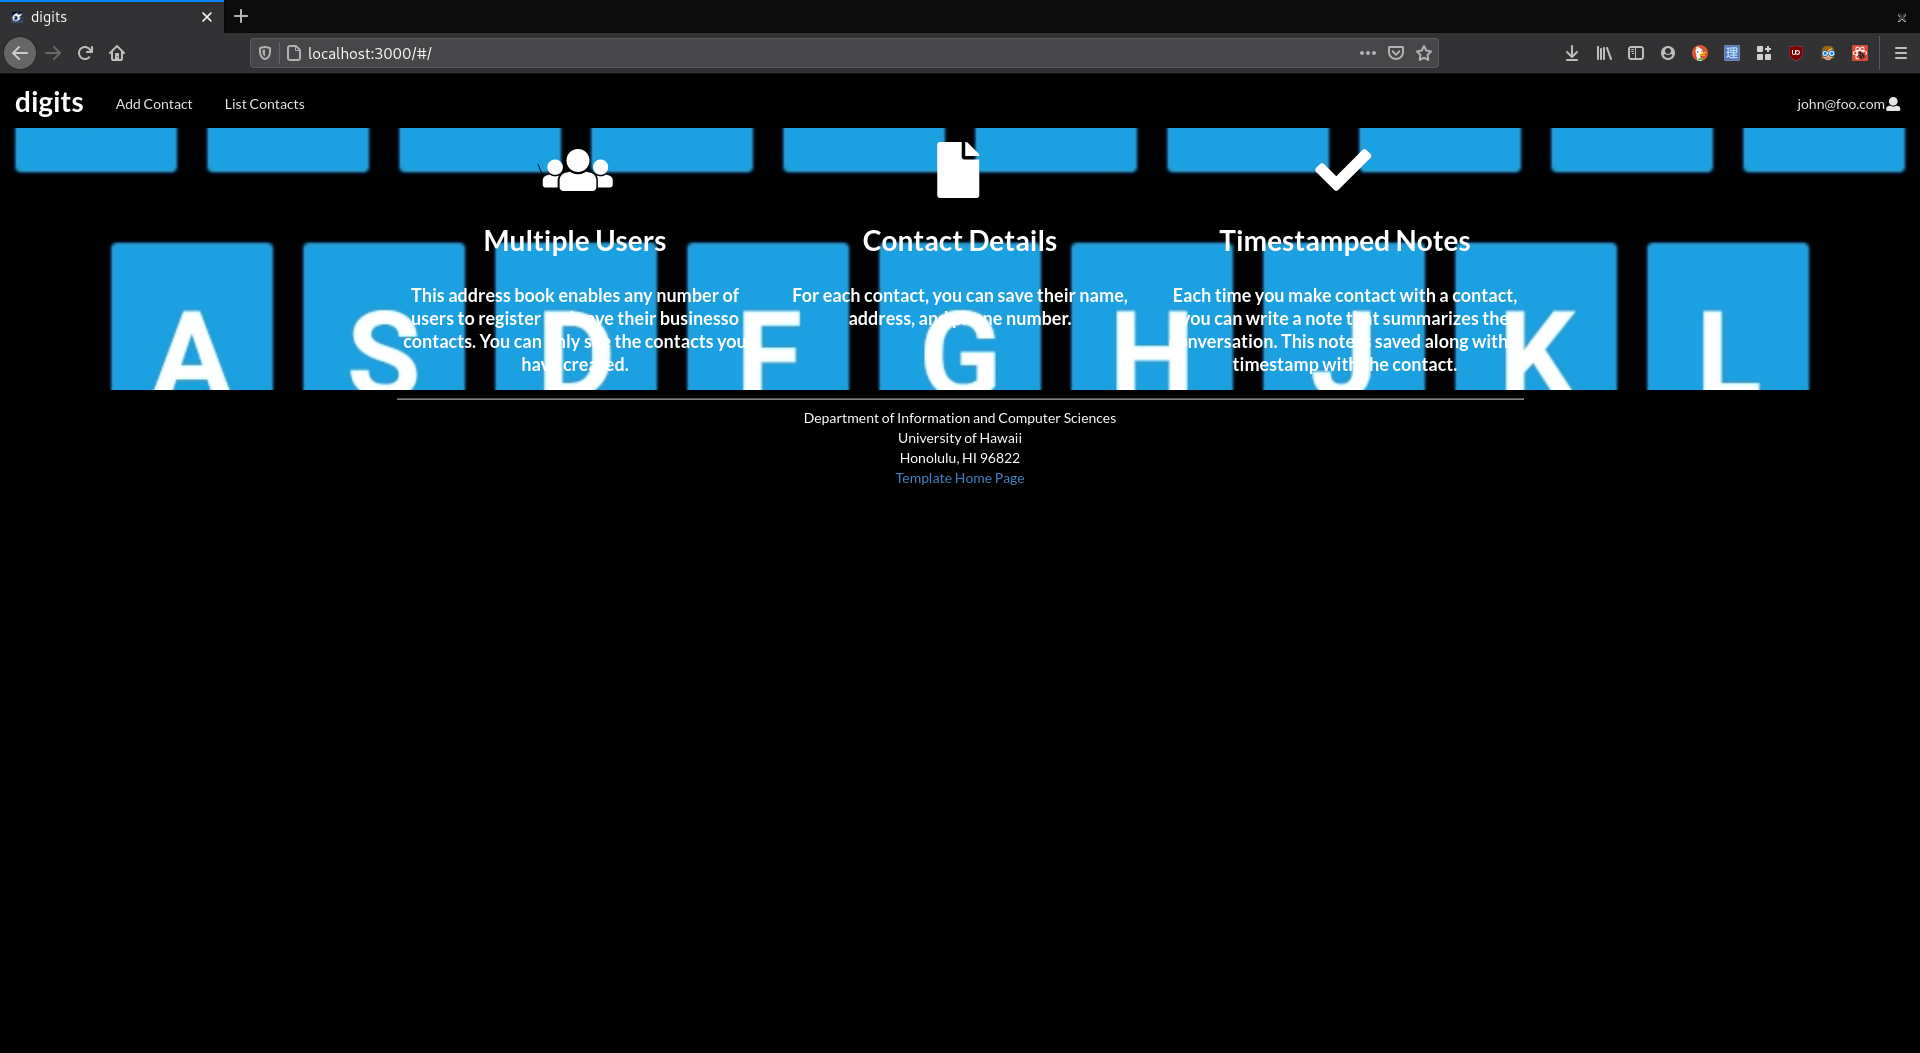 digits
localhost:3000/#/
digits Add Contact List Contacts john@foo.com
Multiple Users
This address book enables any number of
users to register their businesso
contacts. You can only see the contacts you
have created.
Contact Details
For each contact, you can save their name,
address, and phone number.
Timestamped Notes
Each time you make contact with a contact,
you can write a note that summarizes the
conversation. This note saved along with
timestamp with the contact.
A S D F G H J K L
Department of Information and Computer Sciences
University of Hawaii
Honolulu, HI 96822
Template Home Page